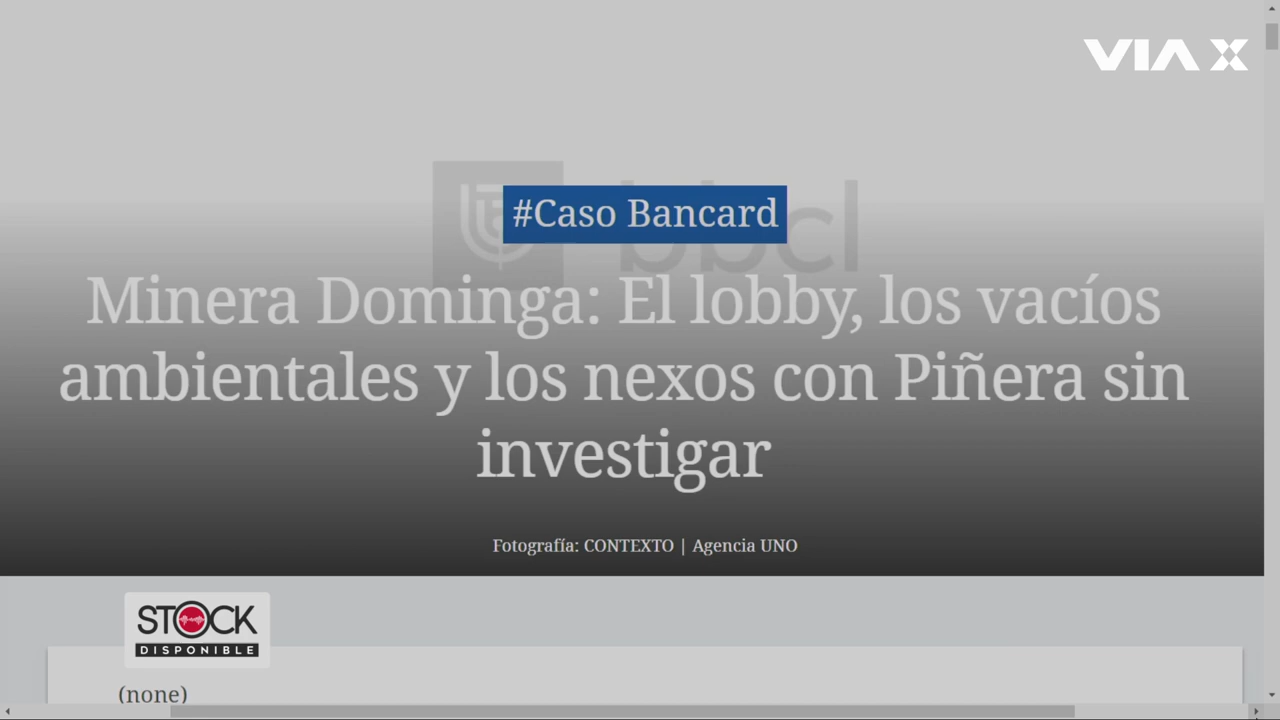 VIA X
bbcl
#Caso Bancard
Minera Dominga: El lobby, los vacíos
ambientales y los nexos con Piñera sin
investigar
Fotografía: CONTEXTO | Agencia UNO
STOCK
DISPONIBLE
(none)